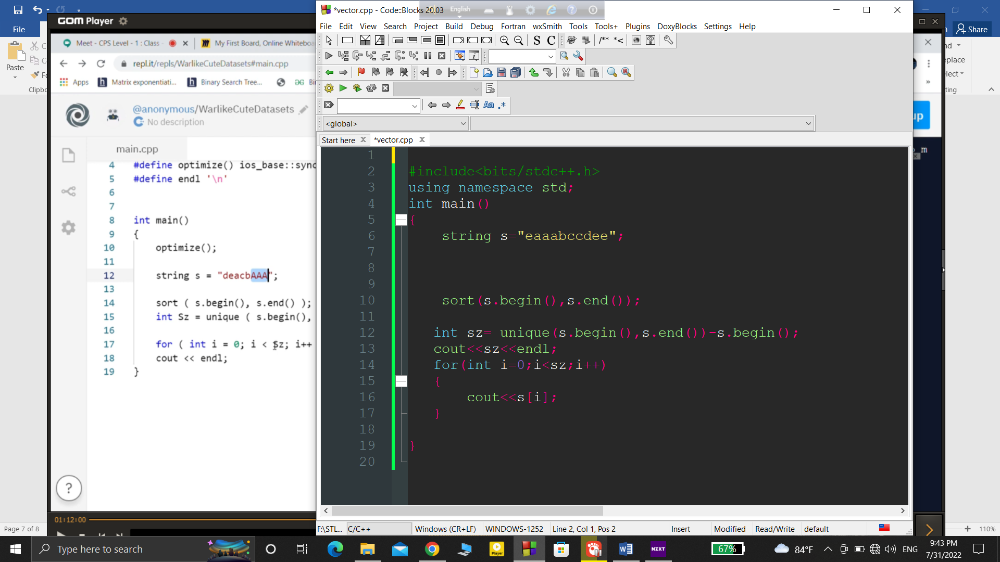 *vector.cpp - Code::Blocks 20.03
English
File Edit View Search Project Build Debug Fortran wxSmith Tools Tools+ Plugins DoxyBlocks Settings Help
S C /** *<
Aa .*
<global>
Start here
*vector.cpp
1
2 #include<bits/stdc++.h>
3 using namespace std;
4 int main()
5 {
6 string s="eaaabccdee";
7
8
9
10 sort(s.begin(),s.end());
11
12 int sz= unique(s.begin(),s.end())-s.begin();
13 cout<<sz<<endl;
14 for(int i=0;i<sz;i++)
15 {
16 cout<<s[i];
17 }
18
19 }
20
F:\STL... C/C++ Windows (CR+LF) WINDOWS-1252 Line 2, Col 1, Pos 2 Insert Modified Read/Write default
File
Paste
Share
GOM Player
Meet - CPS Level - 1 : Class
My First Board, Online Whiteboa
repl.it/repls/WarlikeCuteDatasets#main.cpp
Apps
Matrix exponentiati...
Binary Search Tree...
@anonymous/WarlikeCuteDatasets
No description
main.cpp
4 #define optimize() ios_base::sync
5 #define endl '\n'
6
7
8 int main()
9 {
10 optimize();
11
12 string s = "deacbAAA";
13
14 sort ( s.begin(), s.end() );
15 int Sz = unique ( s.begin(),
16
17 for ( int i = 0; i < Sz; i++
18 cout << endl;
19 }
?
01:12:00
Page 7 of 8
110%
Type here to search
Player
NZXT
67%
84°F
ENG
9:43 PM
7/31/2022